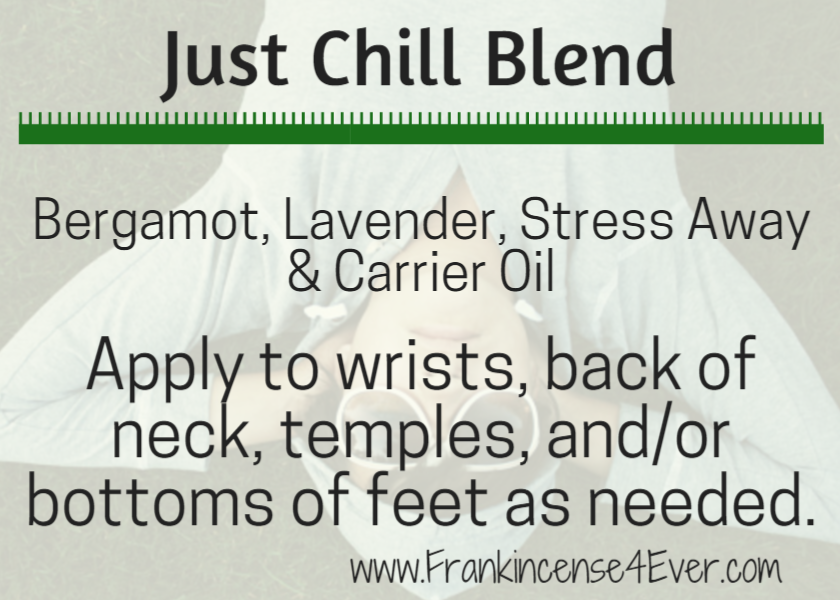 Just Chill Blend
Bergamot, Lavender, Stress Away
& Carrier Oil
Apply to wrists, back of
neck, temples, and/or
bottoms of feet as needed.
www.Frankincense4Ever.com